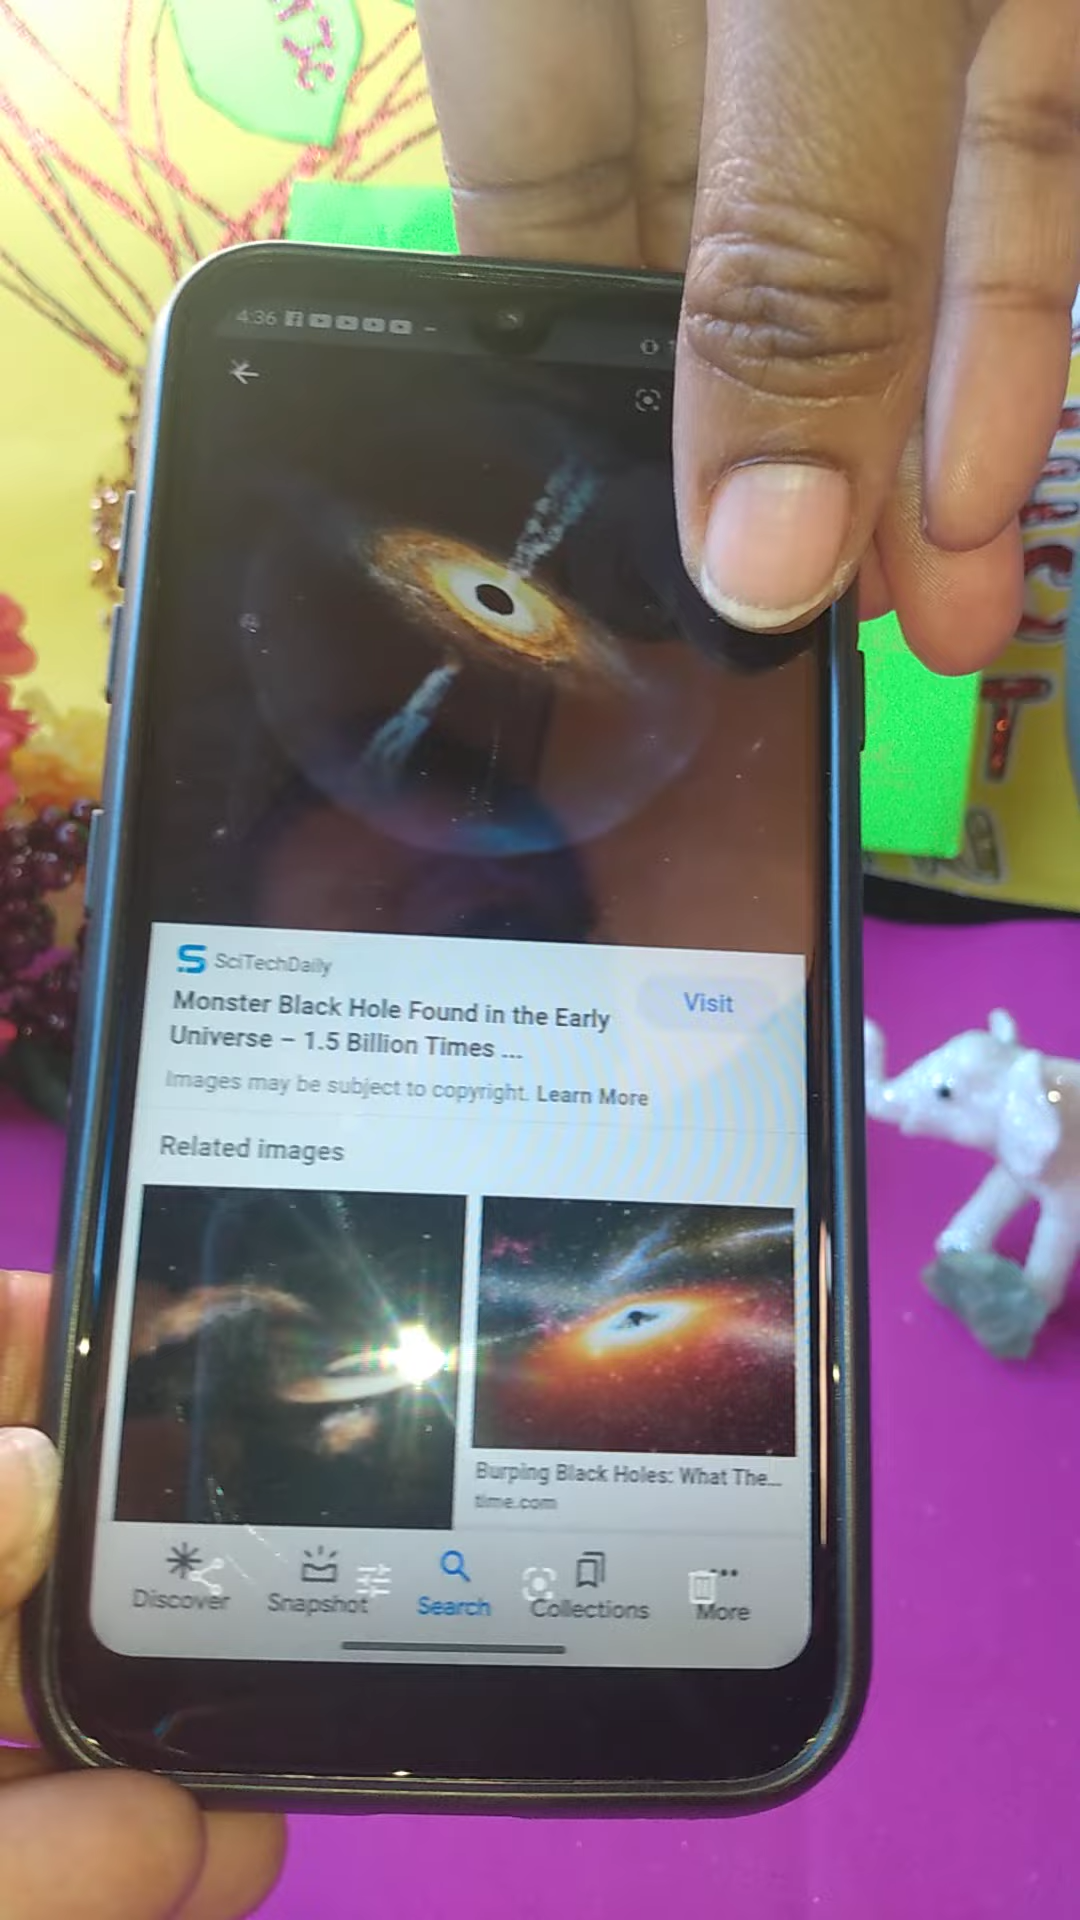 4:36
SciTechDaily
Monster Black Hole Found in the Early
Universe – 1.5 Billion Times ...
Visit
Images may be subject to copyright. Learn More
Related images
Burping Black Holes: What The...
time.com
Discover Snapshot Search Collections More